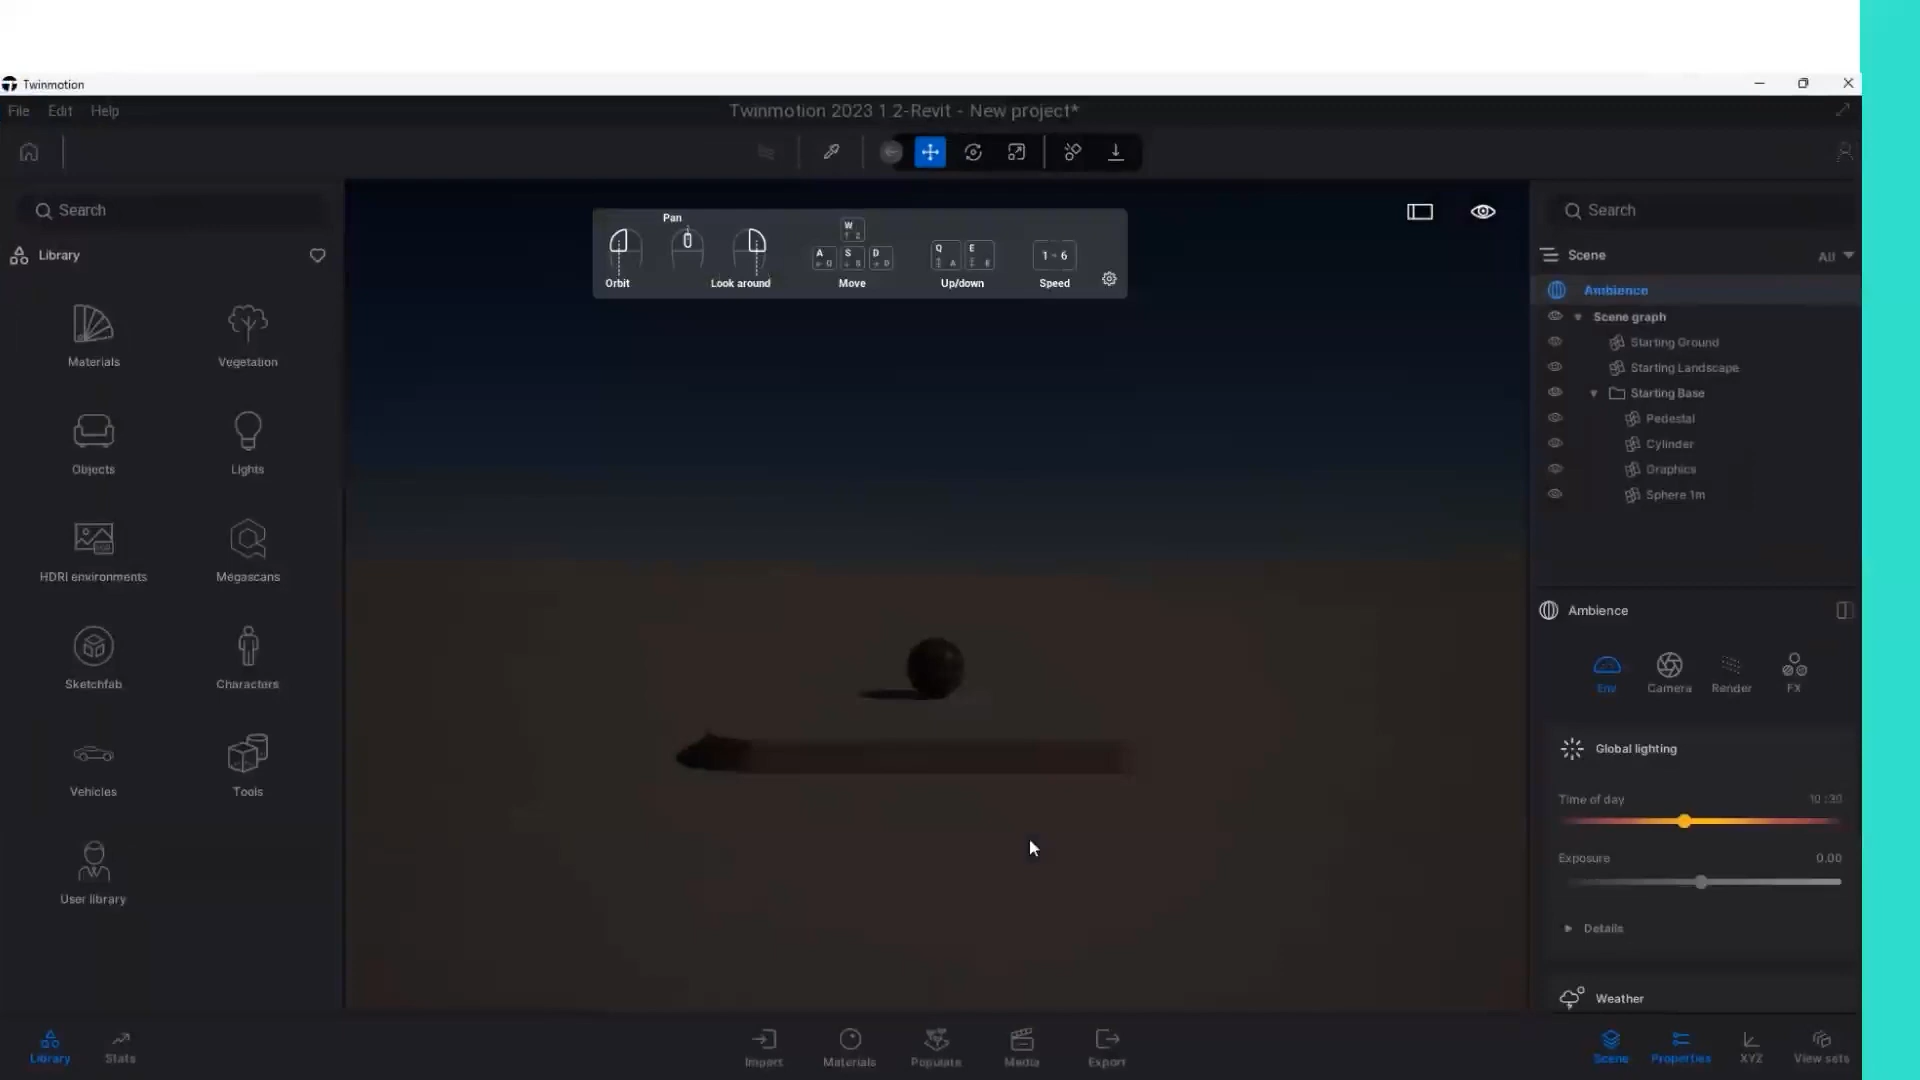 Twinmotion
File Edit Help
Twinmotion 2023 1.2-Revit - New project*
Search
Library
Materials
Vegetation
Objects
Lights
HDRI environments
Megascans
Sketchfab
Characters
Vehicles
Tools
User library
Pan
W
A S D
Q E
1 - 6
Orbit
Look around
Move
Up/down
Speed
Search
Scene
All
Ambience
Scene graph
Starting Ground
Starting Landscape
Starting Base
Pedestal
Cylinder
Graphics
Sphere 1m
Ambience
Env
Camera
Render
FX
Global lighting
Time of day 10:30
Exposure 0.00
Details
Weather
Library
Stats
Import
Materials
Populate
Media
Export
Scene
Properties
XYZ
View sets